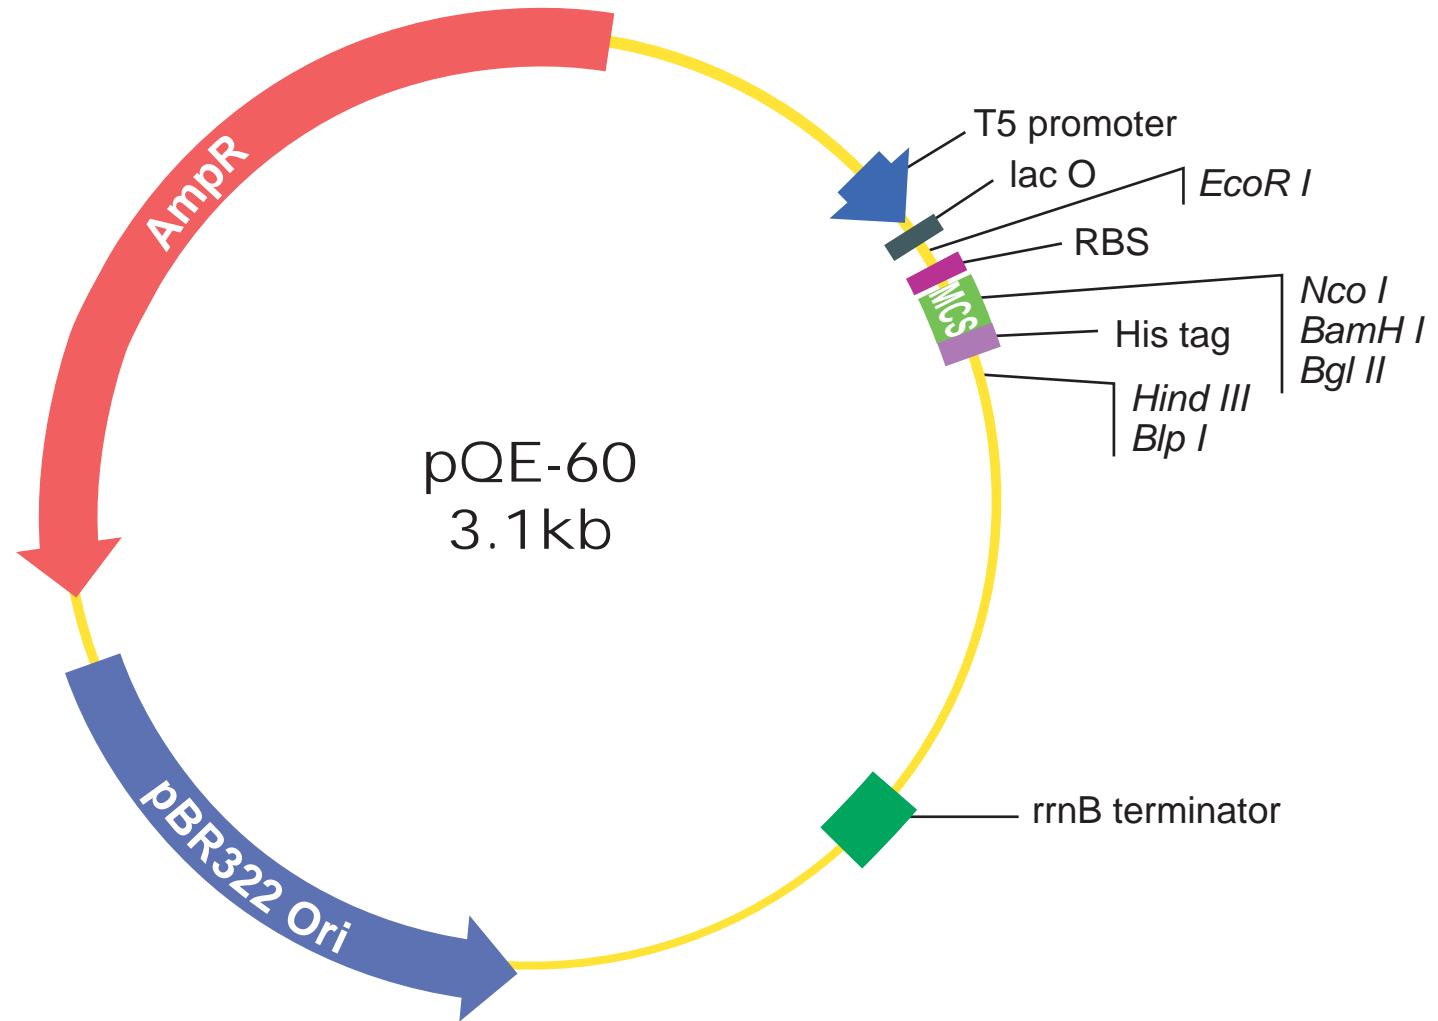 AmpR
T5 promoter
lac O
EcoR I
RBS
MCS
Nco I
BamH I
Bgl II
His tag
Hind III
Blp I
pQE-60
3.1kb
rrnB terminator
pBR322 Ori